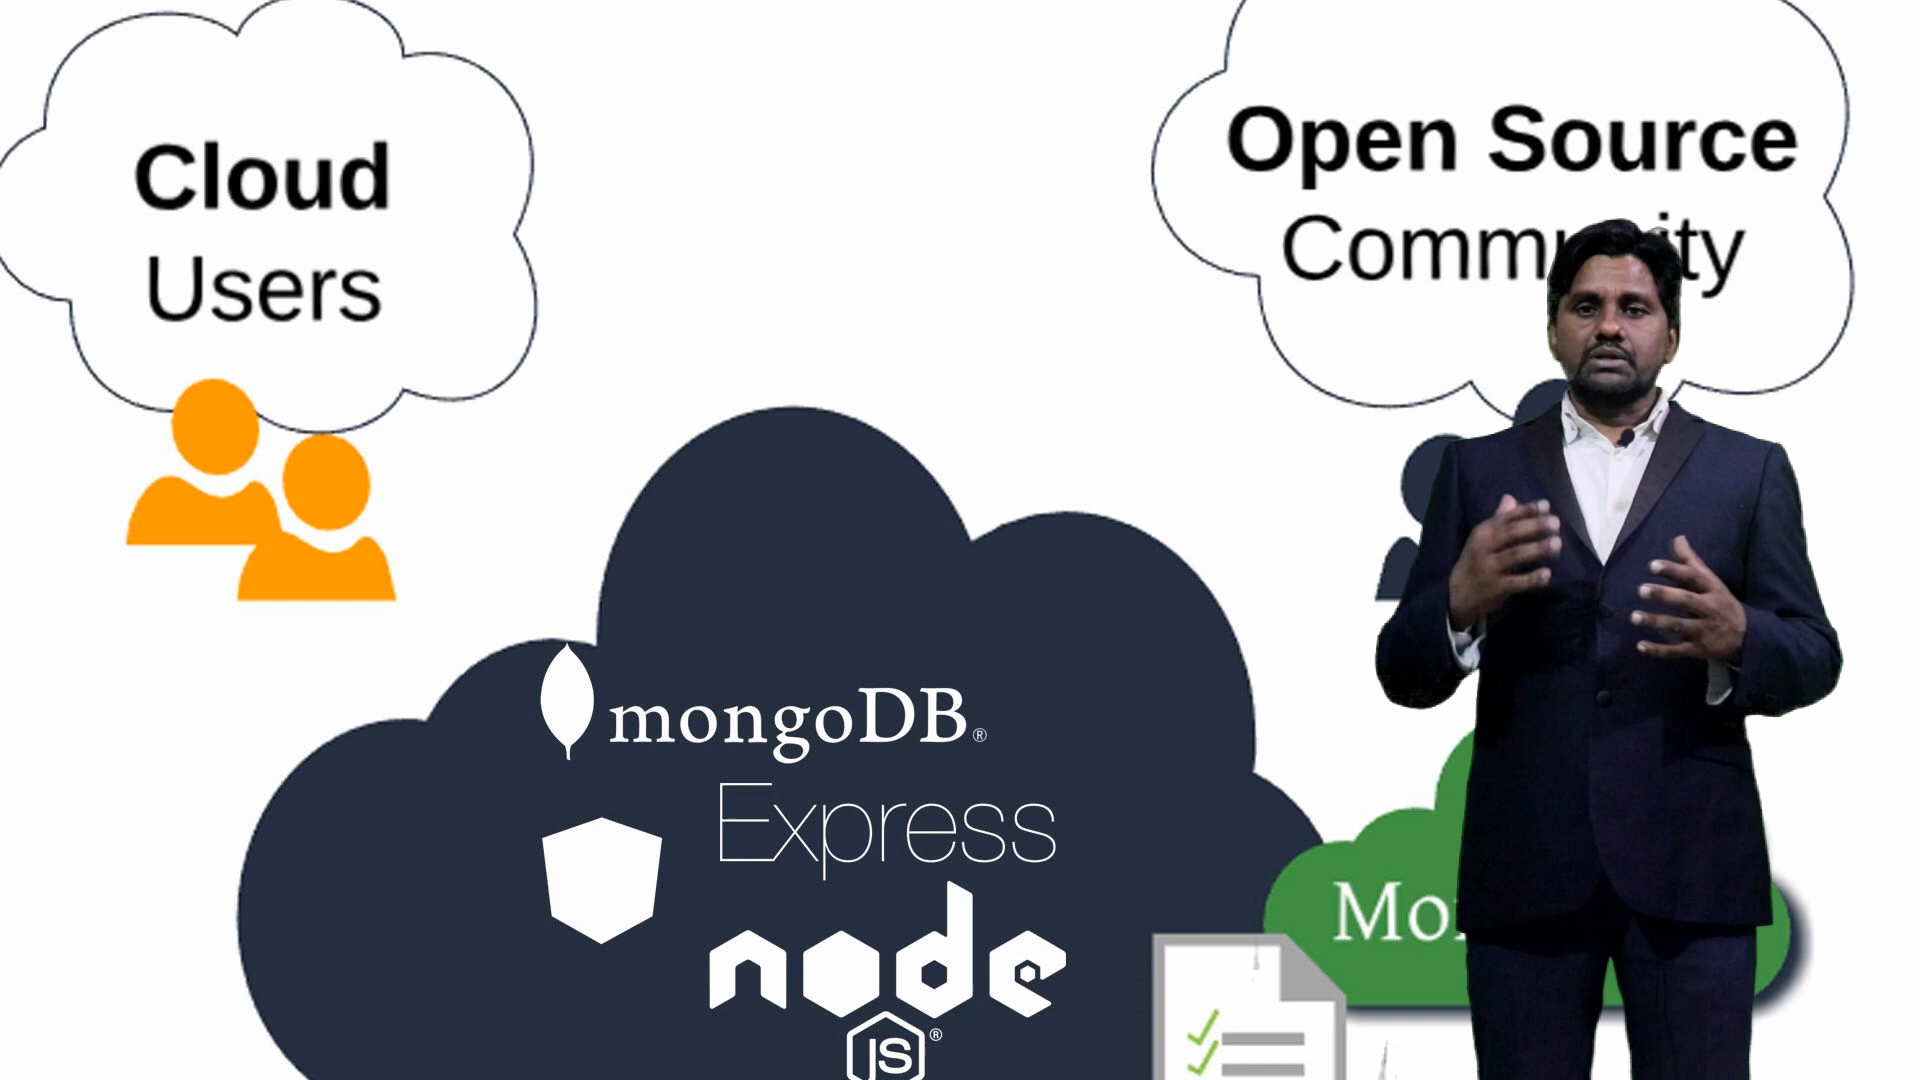 Cloud
Users
Open Source
mongoDB®
Express
node
JS®